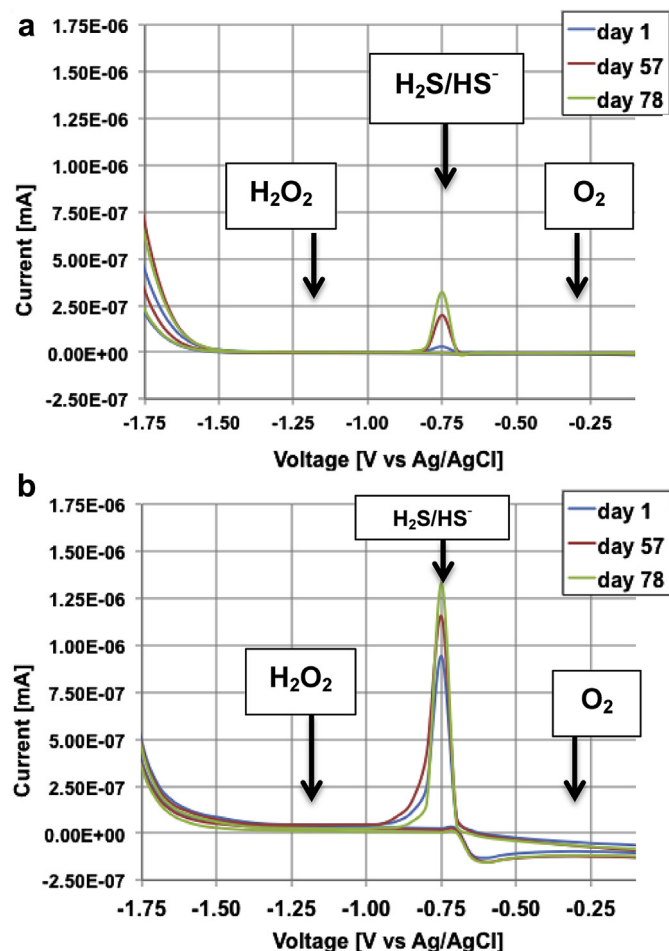 a
1.75E-06
1.50E-06
1.25E-06
1.00E-06
7.50E-07
5.00E-07
2.50E-07
0.00E+00
-2.50E-07
Current [mA]
day 1
day 57
day 78
H₂S/HS⁻
H₂O₂
O₂
-1.75 -1.50 -1.25 -1.00 -0.75 -0.50 -0.25
Voltage [V vs Ag/AgCl]
b
1.75E-06
1.50E-06
1.25E-06
1.00E-06
7.50E-07
5.00E-07
2.50E-07
0.00E+00
-2.50E-07
Current [mA]
H₂S/HS⁻
day 1
day 57
day 78
H₂O₂
O₂
-1.75 -1.50 -1.25 -1.00 -0.75 -0.50 -0.25
Voltage [V vs Ag/AgCl]